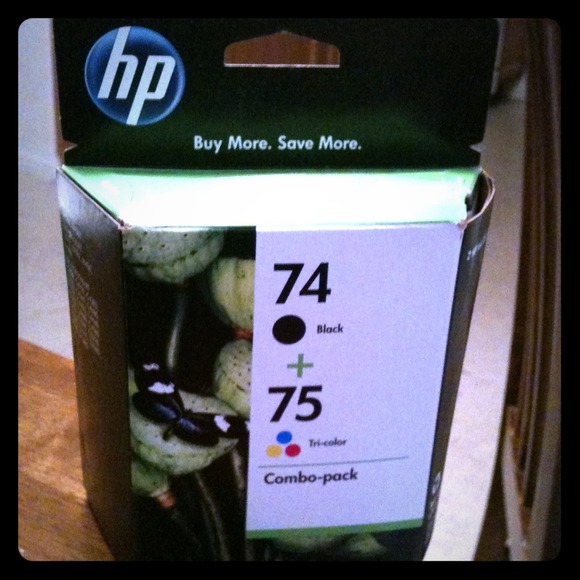 hp
Buy More. Save More.
74
Black
+
75
Tri-color
Combo-pack